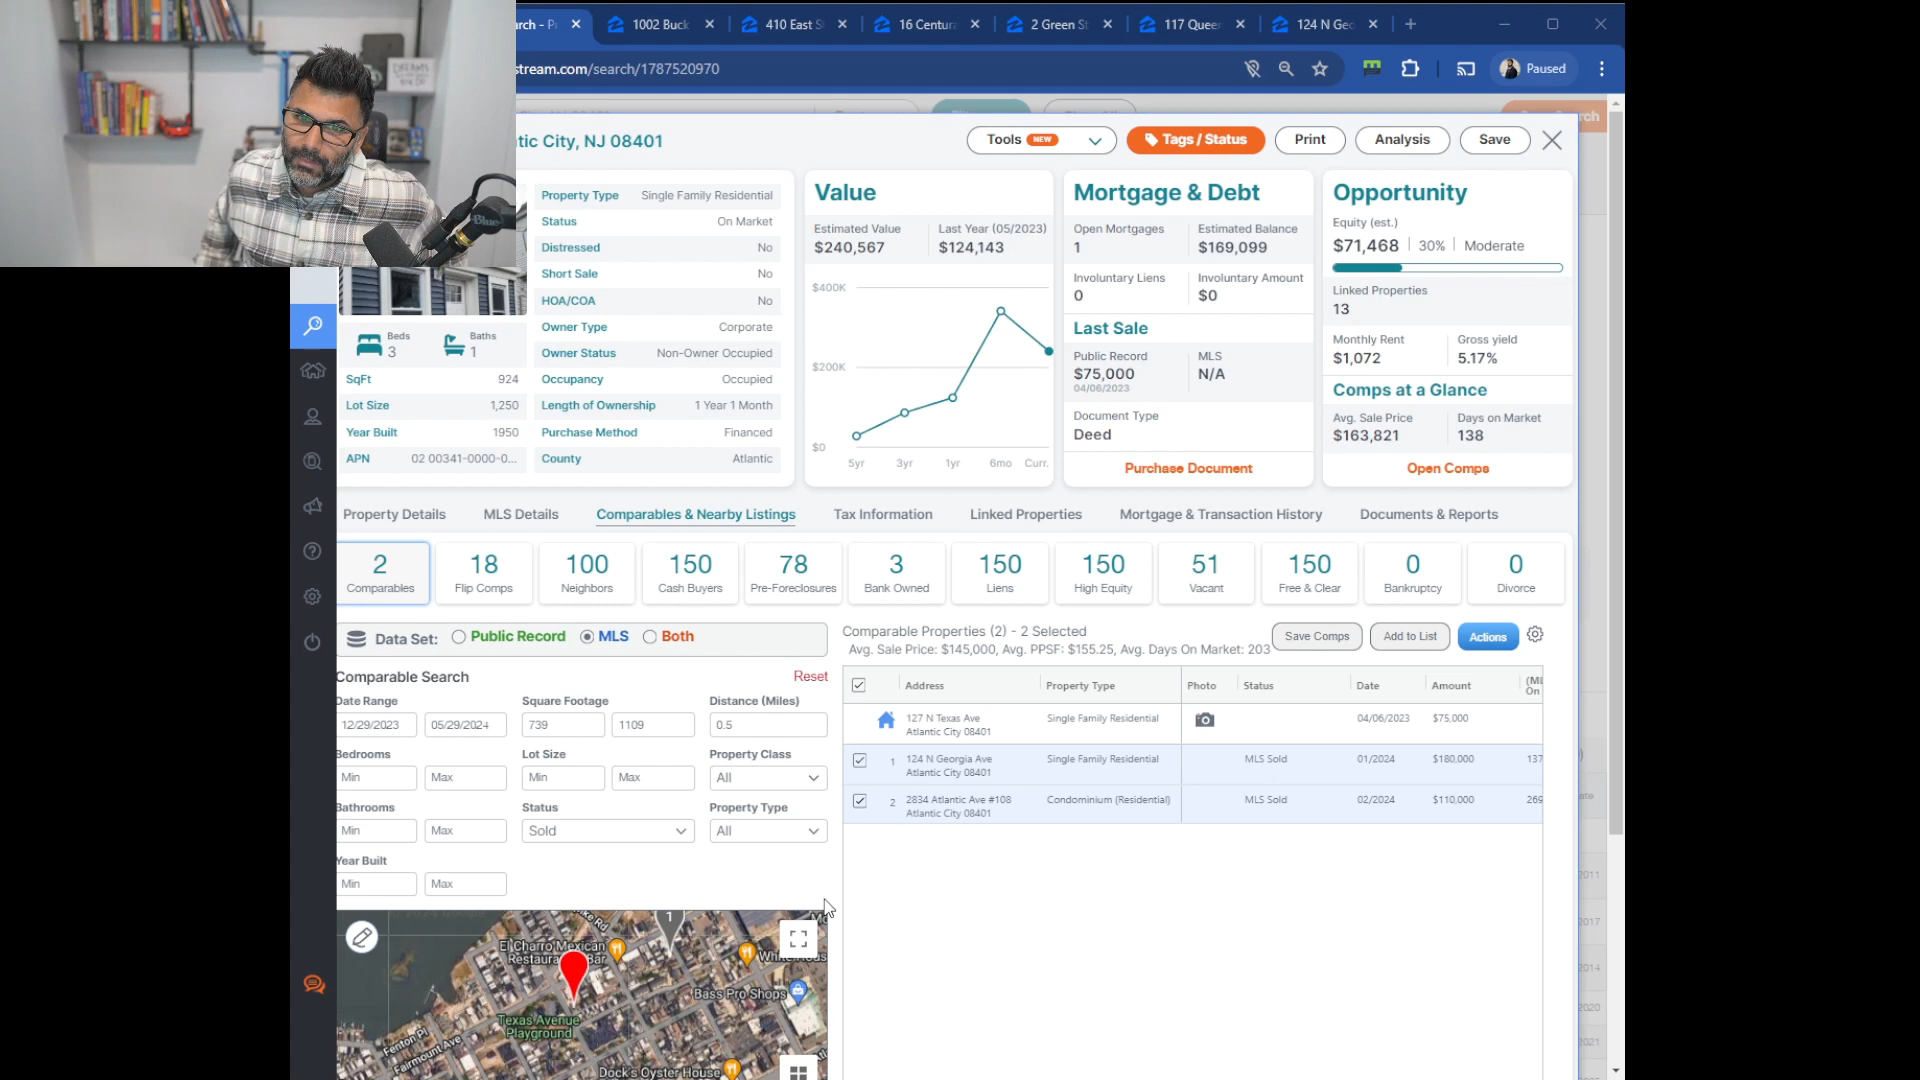 arch - P
1002 Buck
410 East S
16 Centur
2 Green S
117 Quee
124 N Geo
stream.com/search/1787520970
Paused
tic City, NJ 08401
Tools NEW
Tags / Status
Print
Analysis
Save
Property Type Single Family Residential
Status On Market
Distressed No
Short Sale No
HOA/COA No
Owner Type Corporate
Owner Status Non-Owner Occupied
Occupancy Occupied
Length of Ownership 1 Year 1 Month
Purchase Method Financed
County Atlantic
Beds
3
Baths
1
SqFt 924
Lot Size 1,250
Year Built 1950
APN 02 00341-0000-0...
Value
Estimated Value
$240,567
Last Year (05/2023)
$124,143
$400K
$200K
$0
5yr 3yr 1yr 6mo Curr.
Mortgage & Debt
Open Mortgages
1
Estimated Balance
$169,099
Involuntary Liens
0
Involuntary Amount
$0
Last Sale
Public Record
$75,000
04/06/2023
MLS
N/A
Document Type
Deed
Purchase Document
Opportunity
Equity (est.)
$71,468 30% Moderate
Linked Properties
13
Monthly Rent
$1,072
Gross yield
5.17%
Comps at a Glance
Avg. Sale Price
$163,821
Days on Market
138
Open Comps
Property Details MLS Details Comparables & Nearby Listings Tax Information Linked Properties Mortgage & Transaction History Documents & Reports
2
Comparables
18
Flip Comps
100
Neighbors
150
Cash Buyers
78
Pre-Foreclosures
3
Bank Owned
150
Liens
150
High Equity
51
Vacant
150
Free & Clear
0
Bankruptcy
0
Divorce
Data Set: Public Record MLS Both
Comparable Search Reset
Date Range Square Footage Distance (Miles)
12/29/2023 05/29/2024 739 1109 0.5
Bedrooms Lot Size Property Class
Min Max Min Max All
Bathrooms Status Property Type
Min Max Sold All
Year Built
Min Max
Comparable Properties (2) - 2 Selected
Avg. Sale Price: $145,000, Avg. PPSF: $155.25, Avg. Days On Market: 203
Save Comps
Add to List
Actions
Address Property Type Photo Status Date Amount
127 N Texas Ave
Atlantic City 08401
Single Family Residential 04/06/2023 $75,000
1 124 N Georgia Ave
Atlantic City 08401
Single Family Residential MLS Sold 01/2024 $180,000 137
2 2834 Atlantic Ave #108
Atlantic City 08401
Condominium (Residential) MLS Sold 02/2024 $110,000 269
1
El Charro Mexican
Restaurant Bar
Bass Pro Shops
Texas Avenue
Playground
Fenton Pl
Fairmount Ave
Dock's Oyster House
Blue
2011
2017
2014
2020
2021